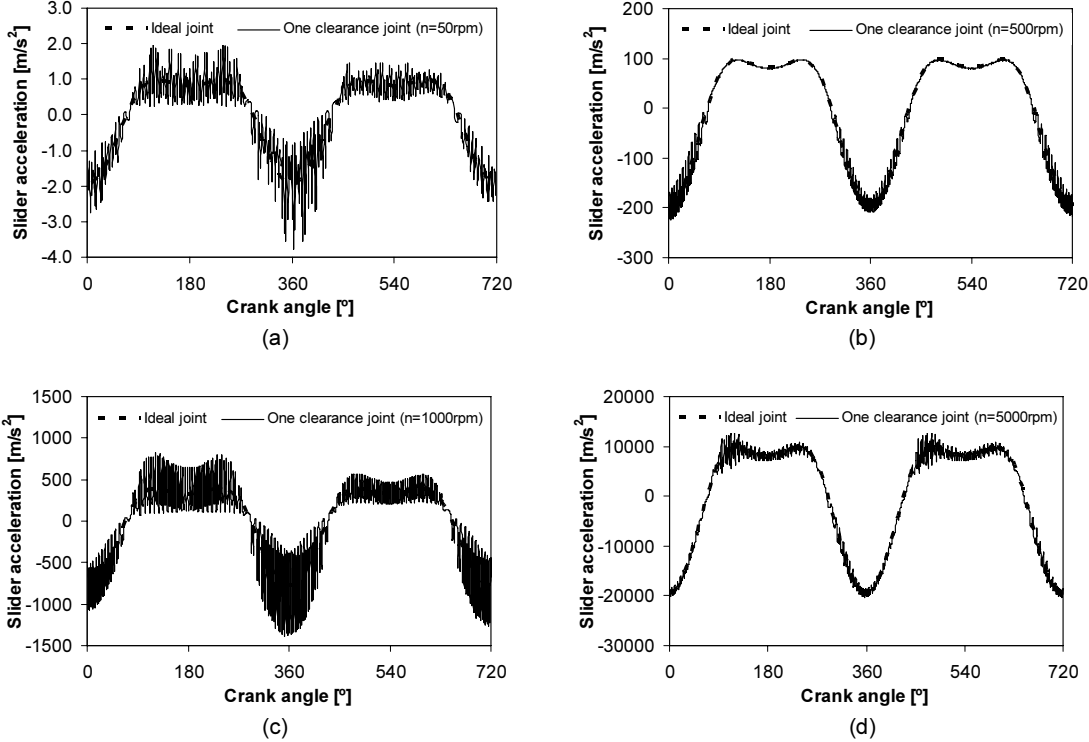 3.0
2.0
1.0
0.0
-1.0
-2.0
-3.0
-4.0
Slider acceleration [m/s²]
Ideal joint
One clearance joint (n=50rpm)
0 180 360 540 720
Crank angle [º]
(a)
200
100
0
-100
-200
-300
Slider acceleration [m/s²]
Ideal joint
One clearance joint (n=500rpm)
0 180 360 540 720
Crank angle [º]
(b)
1500
1000
500
0
-500
-1000
-1500
Slider acceleration [m/s²]
Ideal joint
One clearance joint (n=1000rpm)
0 180 360 540 720
Crank angle [º]
(c)
20000
10000
0
-10000
-20000
-30000
Slider acceleration [m/s²]
Ideal joint
One clearance joint (n=5000rpm)
0 180 360 540 720
Crank angle [º]
(d)